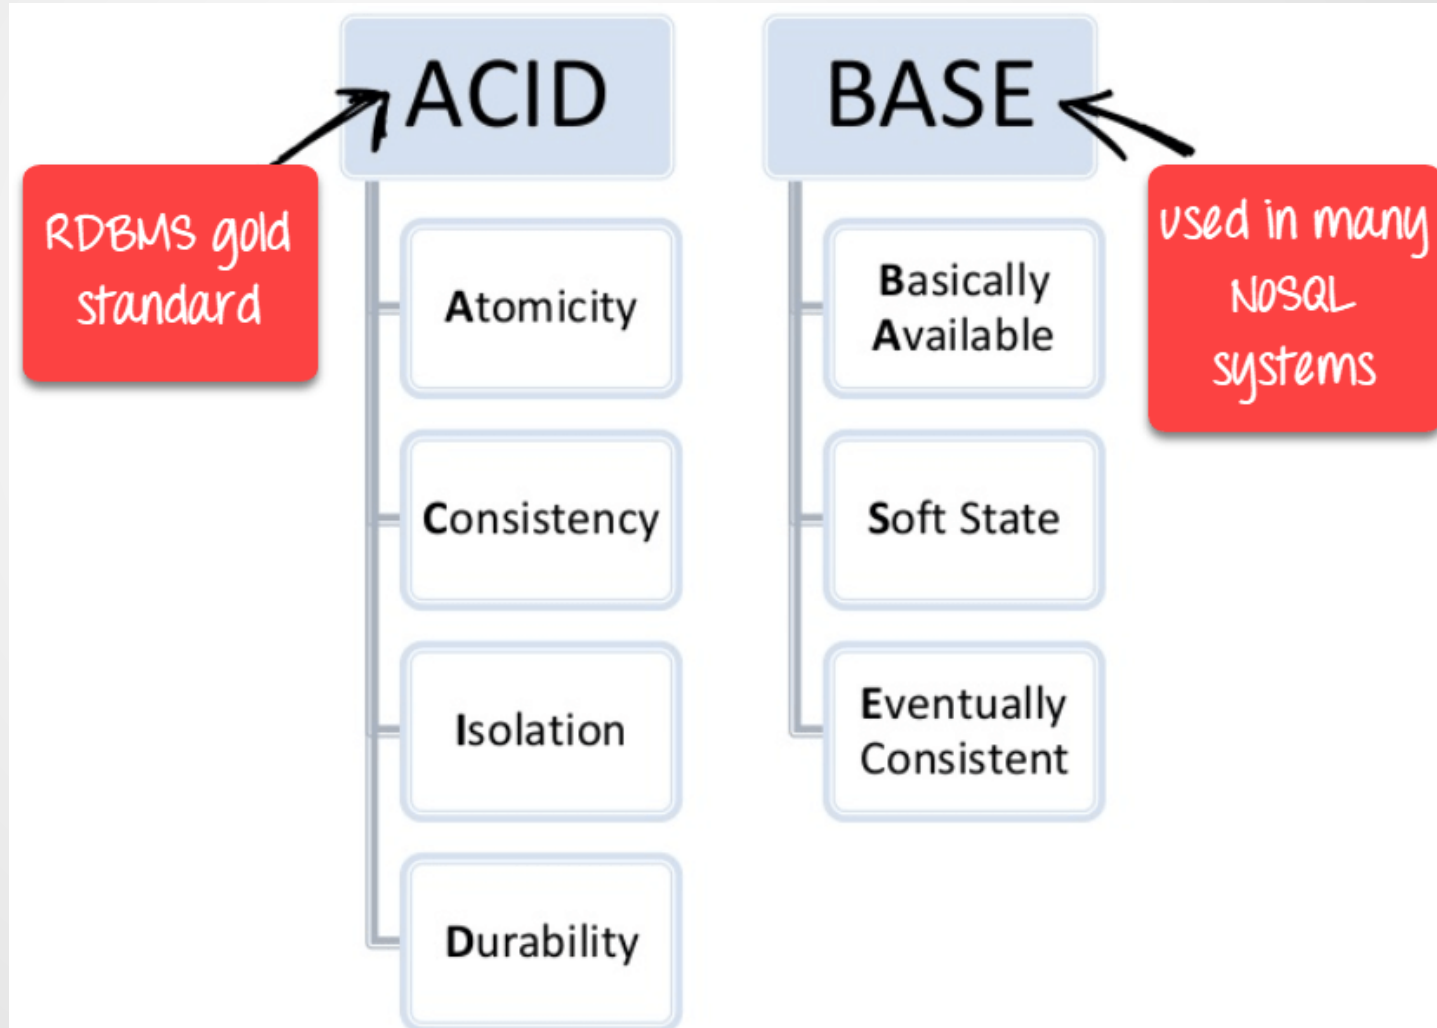 ACID
BASE
RDBMS gold
standard
used in many
NOSQL
systems
Atomicity
Consistency
Isolation
Durability
Basically
Available
Soft State
Eventually
Consistent